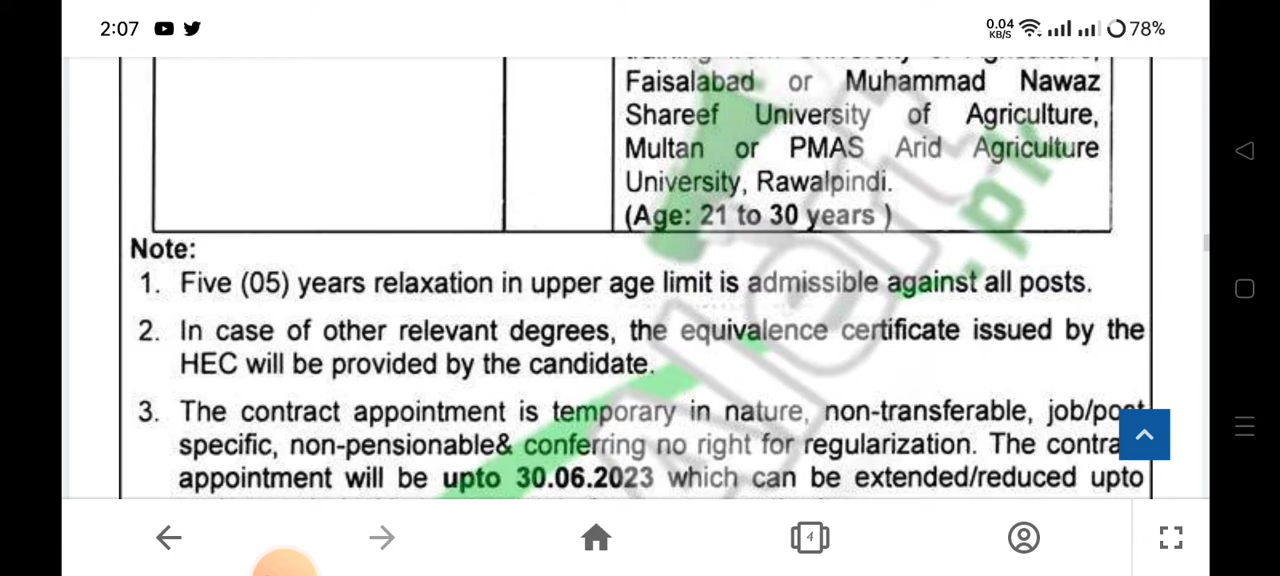 2:07
0.04
KB/S
78%
Faisalabad or Muhammad Nawaz
Shareef University of Agriculture,
Multan or PMAS Arid Agriculture
University, Rawalpindi.
(Age: 21 to 30 years )
Note:
1. Five (05) years relaxation in upper age limit is admissible against all posts.
2. In case of other relevant degrees, the equivalence certificate issued by the
HEC will be provided by the candidate.
3. The contract appointment is temporary in nature, non-transferable, job/post
specific, non-pensionable& conferring no right for regularization. The contra
appointment will be upto 30.06.2023 which can be extended/reduced upto
4
.pk